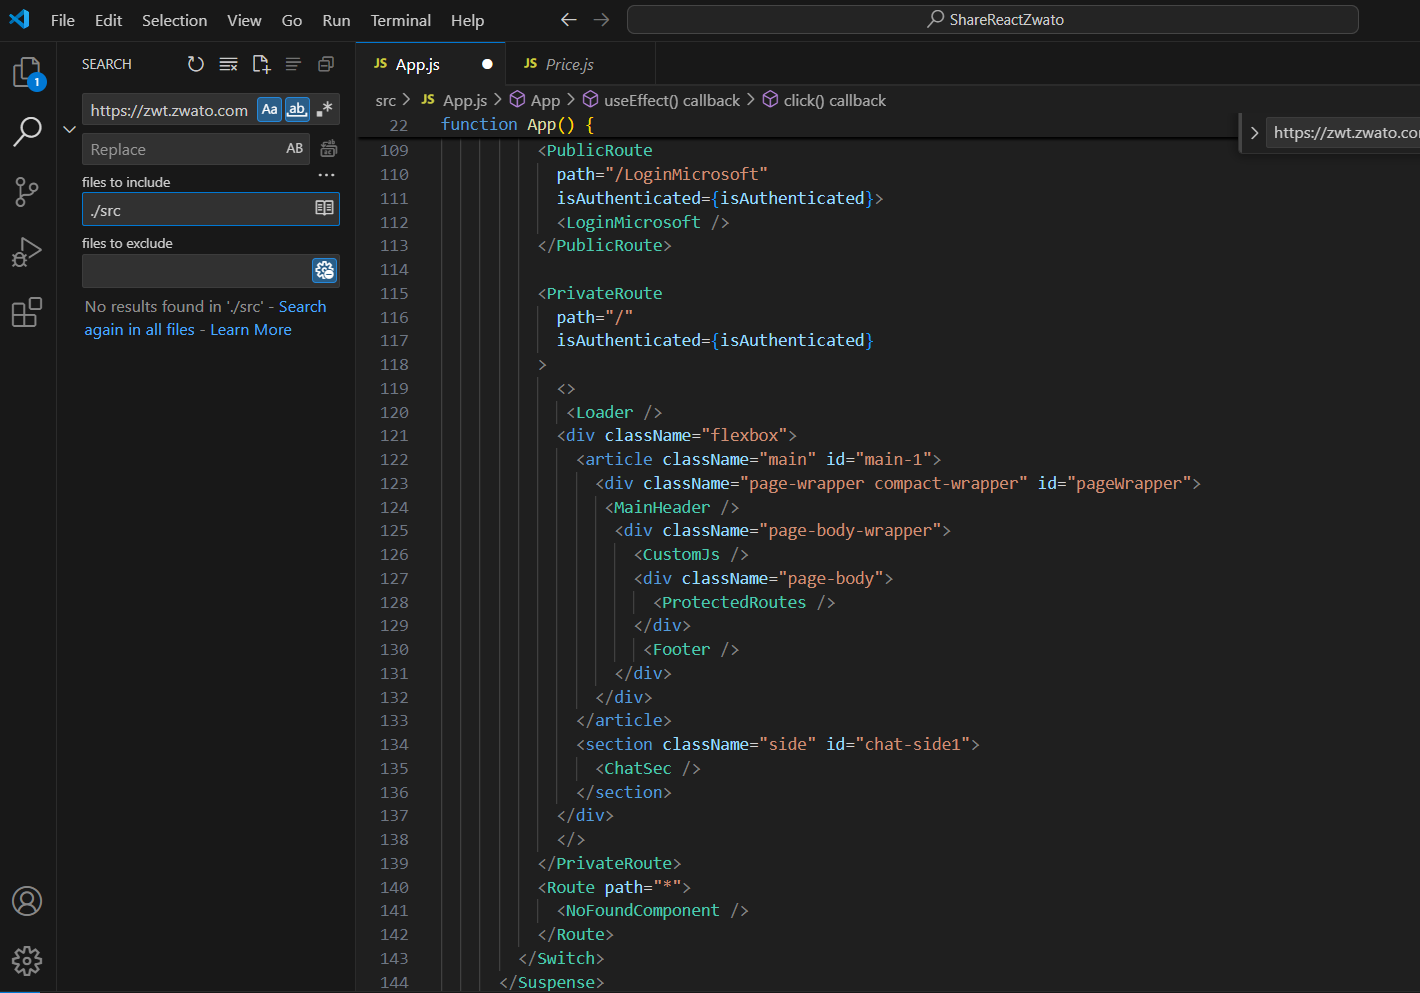 File Edit Selection View Go Run Terminal Help
ShareReactZwato
SEARCH
https://zwt.zwato.com
Aa
ab
Replace
AB
files to include
./src
files to exclude
No results found in './src' - Search
again in all files - Learn More
1
JS App.js
JS Price.js
src > JS App.js > App > useEffect() callback > click() callback
https://zwt.zwato.co
22 function App() {
109 <PublicRoute
110 path="/LoginMicrosoft"
111 isAuthenticated={isAuthenticated}>
112 <LoginMicrosoft />
113 </PublicRoute>
114
115 <PrivateRoute
116 path="/"
117 isAuthenticated={isAuthenticated}
118 >
119 <>
120 <Loader />
121 <div className="flexbox">
122 <article className="main" id="main-1">
123 <div className="page-wrapper compact-wrapper" id="pageWrapper">
124 <MainHeader />
125 <div className="page-body-wrapper">
126 <CustomJs />
127 <div className="page-body">
128 <ProtectedRoutes />
129 </div>
130 <Footer />
131 </div>
132 </div>
133 </article>
134 <section className="side" id="chat-side1">
135 <ChatSec />
136 </section>
137 </div>
138 </>
139 </PrivateRoute>
140 <Route path="*">
141 <NoFoundComponent />
142 </Route>
143 </Switch>
144 </Suspense>